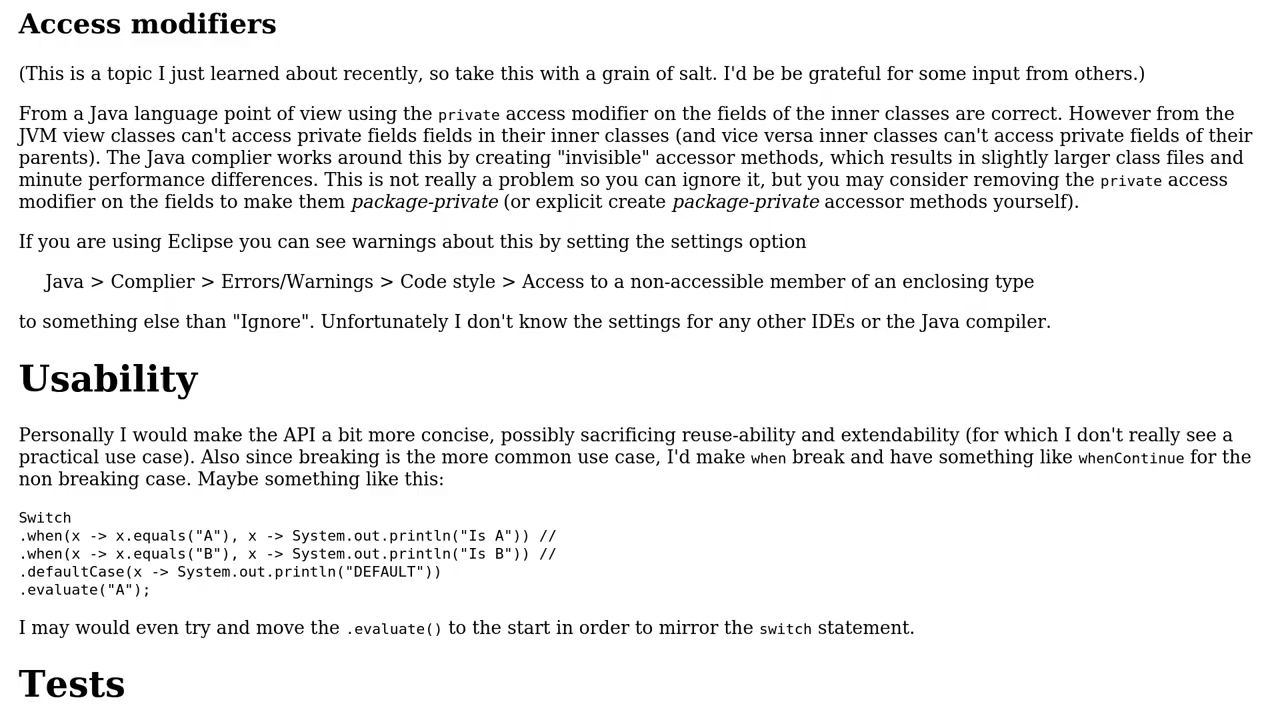 Access modifiers
(This is a topic I just learned about recently, so take this with a grain of salt. I'd be be grateful for some input from others.)
From a Java language point of view using the private access modifier on the fields of the inner classes are correct. However from the
JVM view classes can't access private fields fields in their inner classes (and vice versa inner classes can't access private fields of their
parents). The Java complier works around this by creating "invisible" accessor methods, which results in slightly larger class files and
minute performance differences. This is not really a problem so you can ignore it, but you may consider removing the private access
modifier on the fields to make them package-private (or explicit create package-private accessor methods yourself).
If you are using Eclipse you can see warnings about this by setting the settings option
Java > Complier > Errors/Warnings > Code style > Access to a non-accessible member of an enclosing type
to something else than "Ignore". Unfortunately I don't know the settings for any other IDEs or the Java compiler.
Usability
Personally I would make the API a bit more concise, possibly sacrificing reuse-ability and extendability (for which I don't really see a
practical use case). Also since breaking is the more common use case, I'd make when break and have something like whenContinue for the
non breaking case. Maybe something like this:
Switch
.when(x -> x.equals("A"), x -> System.out.println("Is A")) //
.when(x -> x.equals("B"), x -> System.out.println("Is B")) //
.defaultCase(x -> System.out.println("DEFAULT"))
.evaluate("A");
I may would even try and move the .evaluate() to the start in order to mirror the switch statement.
Tests